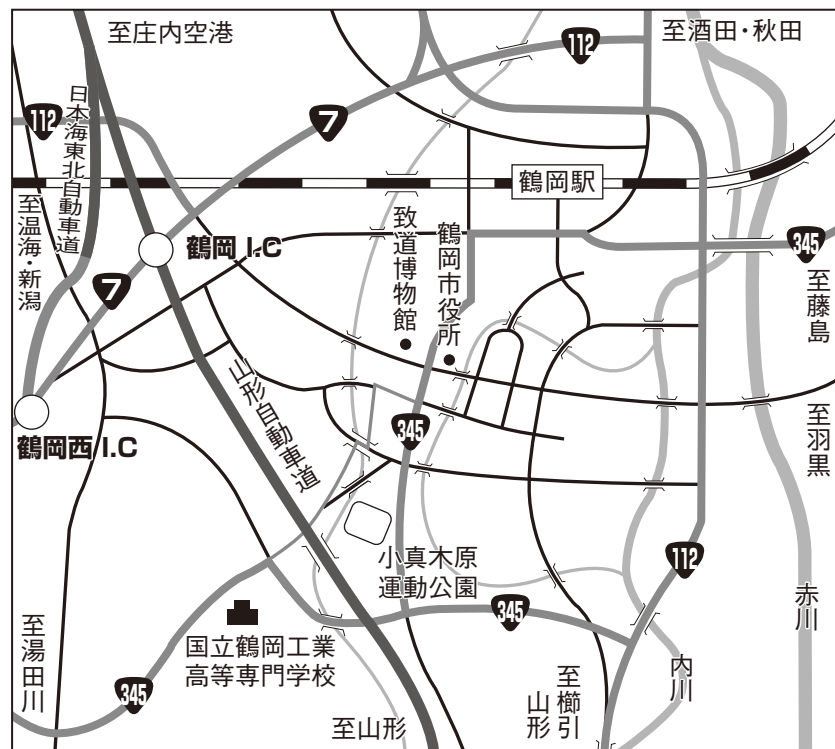 至庄内空港
至酒田・秋田
112
112
7
日本海東北自動車道
鶴岡駅
至温海・新潟
鶴岡 I.C
致道博物館
鶴岡市役所
345
7
至藤島
山形自動車道
至羽黒
鶴岡西 I.C
345
小真木原
運動公園
112
345
赤川
国立鶴岡工業
高等専門学校
至湯田川
内川
345
至櫛引
山形
至山形